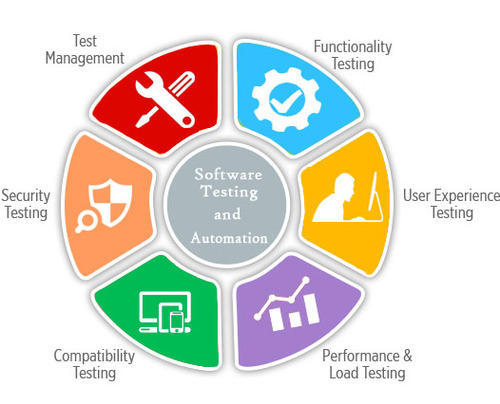 Test
Management
Functionality
Testing
Security
Testing
Software
Testing
and
Automation
User Experience
Testing
Compatibility
Testing
Performance &
Load Testing